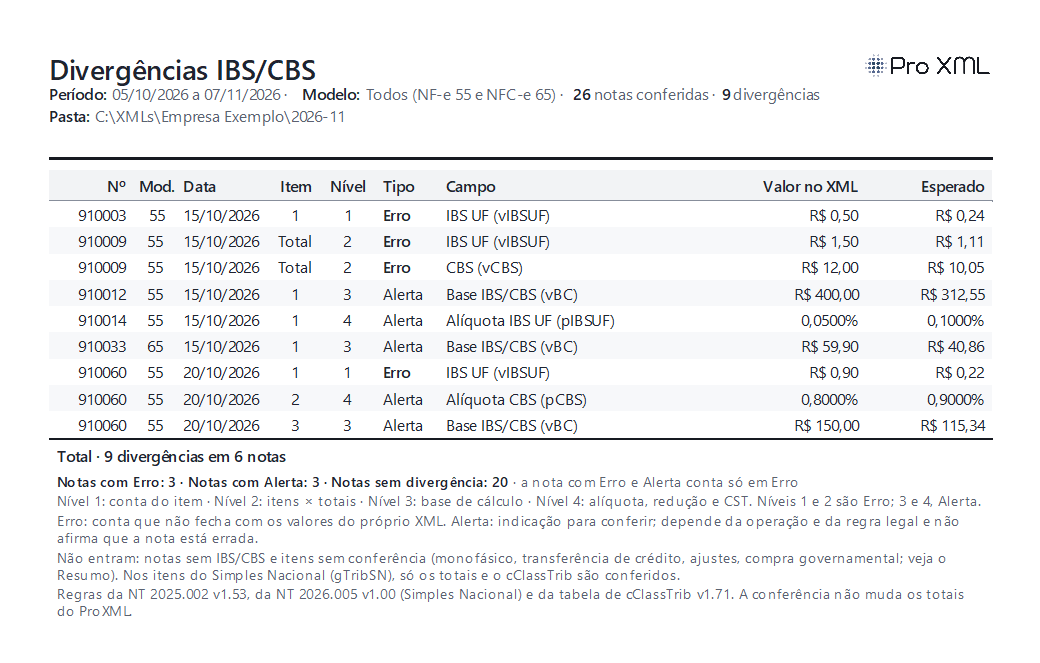 Divergências IBS/CBS
Pro XML
Período: 05/10/2026 a 07/11/2026 · Modelo: Todos (NF-e 55 e NFC-e 65) · 26 notas conferidas · 9 divergências
Pasta: C:\XMLs\Empresa Exemplo\2026-11
Nº Mod. Data Item Nível Tipo Campo Valor no XML Esperado
910003 55 15/10/2026 1 1 Erro IBS UF (vIBSUF) R$ 0,50 R$ 0,24
910009 55 15/10/2026 Total 2 Erro IBS UF (vIBSUF) R$ 1,50 R$ 1,11
910009 55 15/10/2026 Total 2 Erro CBS (vCBS) R$ 12,00 R$ 10,05
910012 55 15/10/2026 1 3 Alerta Base IBS/CBS (vBC) R$ 400,00 R$ 312,55
910014 55 15/10/2026 1 4 Alerta Alíquota IBS UF (pIBSUF) 0,0500% 0,1000%
910033 65 15/10/2026 1 3 Alerta Base IBS/CBS (vBC) R$ 59,90 R$ 40,86
910060 55 20/10/2026 1 1 Erro IBS UF (vIBSUF) R$ 0,90 R$ 0,22
910060 55 20/10/2026 2 4 Alerta Alíquota CBS (pCBS) 0,8000% 0,9000%
910060 55 20/10/2026 3 3 Alerta Base IBS/CBS (vBC) R$ 150,00 R$ 115,34
Total · 9 divergências em 6 notas
Notas com Erro: 3 · Notas com Alerta: 3 · Notas sem divergência: 20 · a nota com Erro e Alerta conta só em Erro
Nível 1: conta do item · Nível 2: itens × totais · Nível 3: base de cálculo · Nível 4: alíquota, redução e CST. Níveis 1 e 2 são Erro; 3 e 4, Alerta.
Erro: conta que não fecha com os valores do próprio XML. Alerta: indicação para conferir; depende da operação e da regra legal e não
afirma que a nota está errada.
Não entram: notas sem IBS/CBS e itens sem conferência (monofásico, transferência de crédito, ajustes, compra governamental; veja o
Resumo). Nos itens do Simples Nacional (gTribSN), só os totais e o cClassTrib são conferidos.
Regras da NT 2025.002 v1.53, da NT 2026.005 v1.00 (Simples Nacional) e da tabela de cClassTrib v1.71. A conferência não muda os totais
do ProXML.